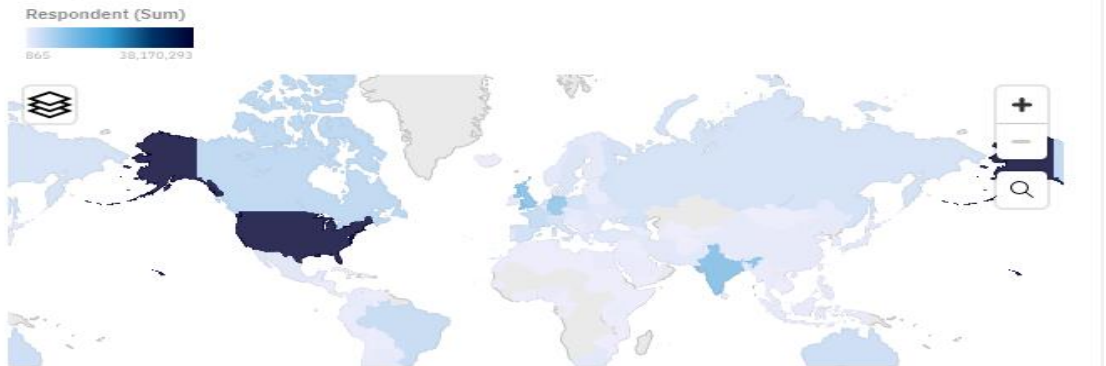 Respondent (Sum)
865 38,170,293
+
−